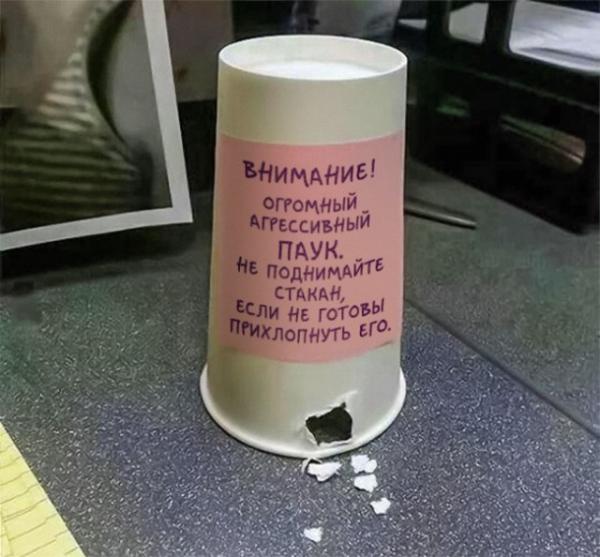 ВНИМАНИЕ!
ОГРОМНЫЙ
АГРЕССИВНЫЙ
ПАУК.
НЕ ПОДНИМАЙТЕ
СТАКАН,
ЕСЛИ НЕ ГОТОВЫ
ПРИХЛОПНУТЬ ЕГО.